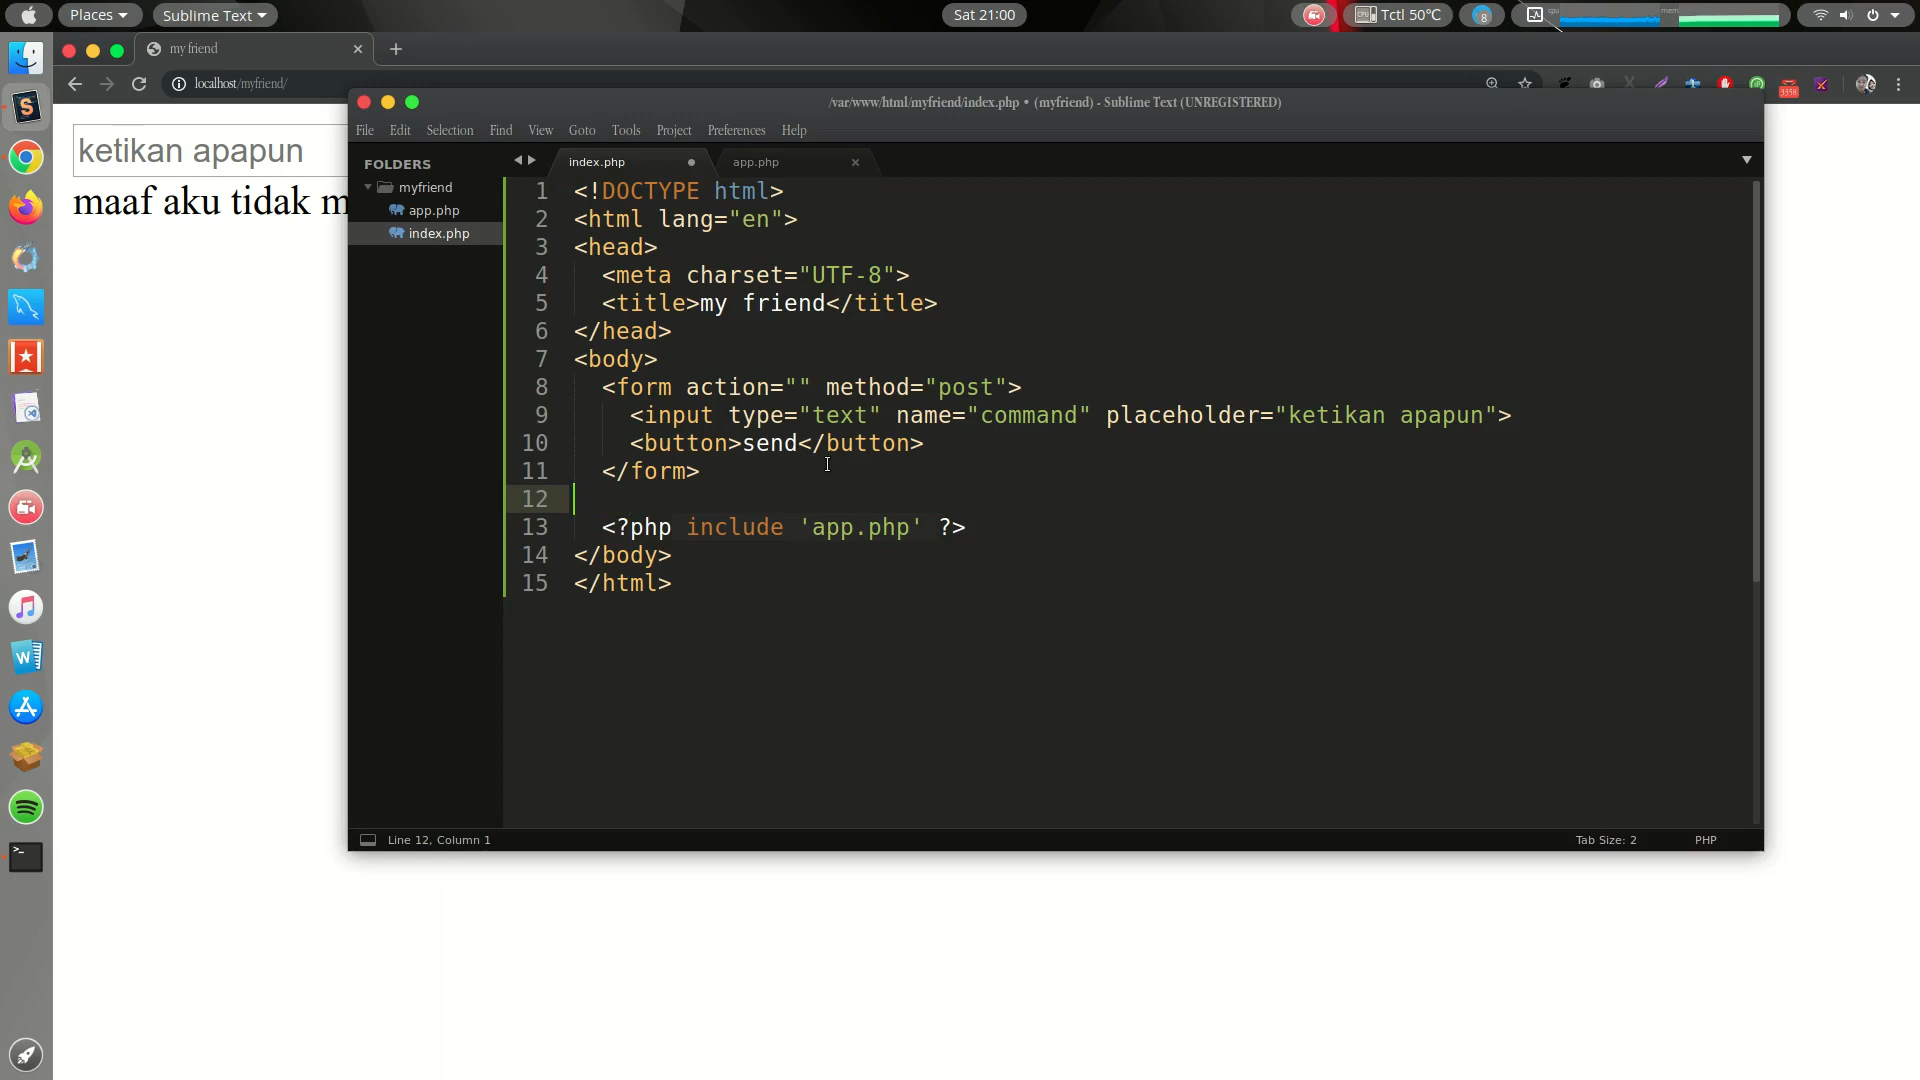 Places
Sublime Text
Sat 21:00
Tctl 50°C
8
cpu
mem
my friend
localhost/myfriend/
3358
/var/www/html/myfriend/index.php • (myfriend) - Sublime Text (UNREGISTERED)
File Edit Selection Find View Goto Tools Project Preferences Help
ketikan apapun
maaf aku tidak m
FOLDERS
myfriend
app.php
index.php
index.php
app.php
1 <!DOCTYPE html>
2 <html lang="en">
3 <head>
4 <meta charset="UTF-8">
5 <title>my friend</title>
6 </head>
7 <body>
8 <form action="" method="post">
9 <input type="text" name="command" placeholder="ketikan apapun">
10 <button>send</button>
11 </form>
12
13 <?php include 'app.php' ?>
14 </body>
15 </html>
Line 12, Column 1
Tab Size: 2
PHP